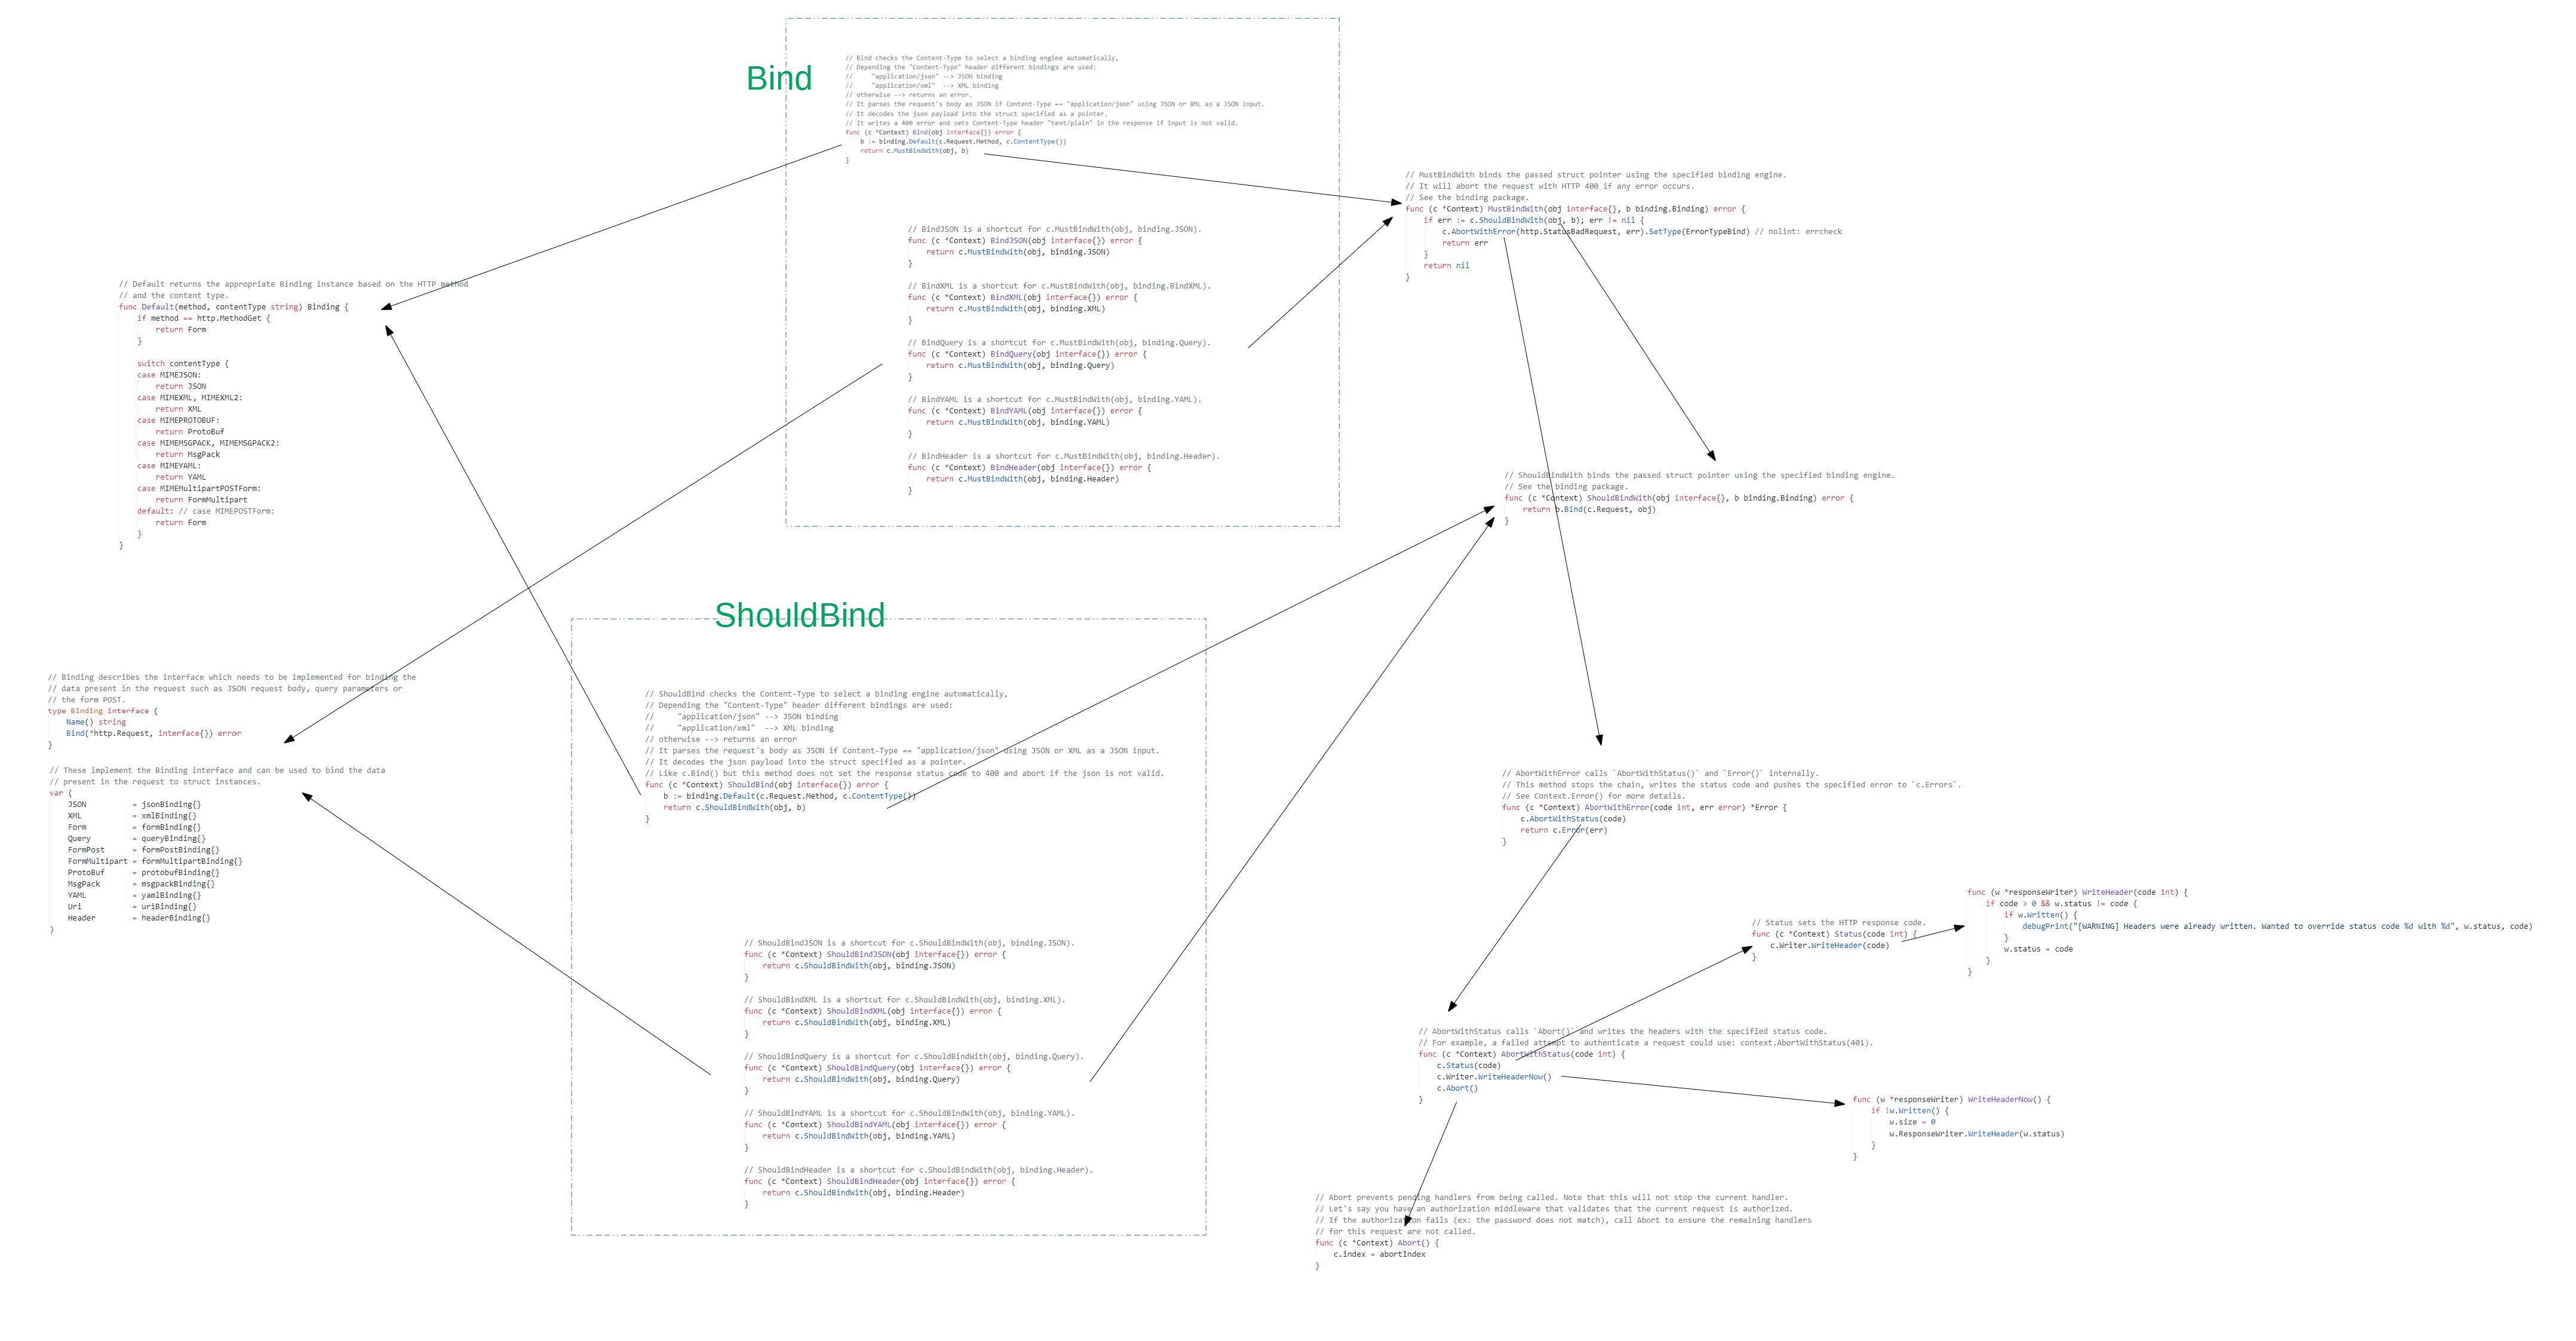 Bind
// Bind checks the Content-Type to select a binding engine automatically,
// Depending the "Content-Type" header different bindings are used:
//     "application/json" --> JSON binding
//     "application/xml"  --> XML binding
// otherwise --> returns an error.
// It parses the request's body as JSON if Content-Type == "application/json" using JSON or XML as a JSON input.
// It decodes the json payload into the struct specified as a pointer.
// It writes a 400 error and sets Content-Type header "text/plain" in the response if input is not valid.
func (c *Context) Bind(obj interface{}) error {
    b := binding.Default(c.Request.Method, c.ContentType())
    return c.MustBindWith(obj, b)
}
// BindJSON is a shortcut for c.MustBindWith(obj, binding.JSON).
func (c *Context) BindJSON(obj interface{}) error {
    return c.MustBindWith(obj, binding.JSON)
}
// BindXML is a shortcut for c.MustBindWith(obj, binding.BindXML).
func (c *Context) BindXML(obj interface{}) error {
    return c.MustBindWith(obj, binding.XML)
}
// BindQuery is a shortcut for c.MustBindWith(obj, binding.Query).
func (c *Context) BindQuery(obj interface{}) error {
    return c.MustBindWith(obj, binding.Query)
}
// BindYAML is a shortcut for c.MustBindWith(obj, binding.YAML).
func (c *Context) BindYAML(obj interface{}) error {
    return c.MustBindWith(obj, binding.YAML)
}
// BindHeader is a shortcut for c.MustBindWith(obj, binding.Header).
func (c *Context) BindHeader(obj interface{}) error {
    return c.MustBindWith(obj, binding.Header)
}
// MustBindWith binds the passed struct pointer using the specified binding engine.
// It will abort the request with HTTP 400 if any error occurs.
// See the binding package.
func (c *Context) MustBindWith(obj interface{}, b binding.Binding) error {
    if err := c.ShouldBindWith(obj, b); err != nil {
        c.AbortWithError(http.StatusBadRequest, err).SetType(ErrorTypeBind) // nolint: errcheck
        return err
    }
    return nil
}
// Default returns the appropriate Binding instance based on the HTTP method
// and the content type.
func Default(method, contentType string) Binding {
    if method == http.MethodGet {
        return Form
    }
    switch contentType {
    case MIMEJSON:
        return JSON
    case MIMEXML, MIMEXML2:
        return XML
    case MIMEPROTOBUF:
        return ProtoBuf
    case MIMEMSGPACK, MIMEMSGPACK2:
        return MsgPack
    case MIMEYAML:
        return YAML
    case MIMEMultipartPOSTForm:
        return FormMultipart
    default: // case MIMEPOSTForm:
        return Form
    }
}
// ShouldBindWith binds the passed struct pointer using the specified binding engine.
// See the binding package.
func (c *Context) ShouldBindWith(obj interface{}, b binding.Binding) error {
    return b.Bind(c.Request, obj)
}
// Binding describes the interface which needs to be implemented for binding the
// data present in the request such as JSON request body, query parameters or
// the form POST.
type Binding interface {
    Name() string
    Bind(*http.Request, interface{}) error
}
// These implement the Binding interface and can be used to bind the data
// present in the request to struct instances.
var (
    JSON          = jsonBinding{}
    XML           = xmlBinding{}
    Form          = formBinding{}
    Query         = queryBinding{}
    FormPost      = formPostBinding{}
    FormMultipart = formMultipartBinding{}
    ProtoBuf      = protobufBinding{}
    MsgPack       = msgpackBinding{}
    YAML          = yamlBinding{}
    Uri           = uriBinding{}
    Header        = headerBinding{}
)
ShouldBind
// ShouldBind checks the Content-Type to select a binding engine automatically,
// Depending the "Content-Type" header different bindings are used:
//     "application/json" --> JSON binding
//     "application/xml"  --> XML binding
// otherwise --> returns an error
// It parses the request's body as JSON if Content-Type == "application/json" using JSON or XML as a JSON input.
// It decodes the json payload into the struct specified as a pointer.
// Like c.Bind() but this method does not set the response status code to 400 and abort if the json is not valid.
func (c *Context) ShouldBind(obj interface{}) error {
    b := binding.Default(c.Request.Method, c.ContentType())
    return c.ShouldBindWith(obj, b)
}
// ShouldBindJSON is a shortcut for c.ShouldBindWith(obj, binding.JSON).
func (c *Context) ShouldBindJSON(obj interface{}) error {
    return c.ShouldBindWith(obj, binding.JSON)
}
// ShouldBindXML is a shortcut for c.ShouldBindWith(obj, binding.XML).
func (c *Context) ShouldBindXML(obj interface{}) error {
    return c.ShouldBindWith(obj, binding.XML)
}
// ShouldBindQuery is a shortcut for c.ShouldBindWith(obj, binding.Query).
func (c *Context) ShouldBindQuery(obj interface{}) error {
    return c.ShouldBindWith(obj, binding.Query)
}
// ShouldBindYAML is a shortcut for c.ShouldBindWith(obj, binding.YAML).
func (c *Context) ShouldBindYAML(obj interface{}) error {
    return c.ShouldBindWith(obj, binding.YAML)
}
// ShouldBindHeader is a shortcut for c.ShouldBindWith(obj, binding.Header).
func (c *Context) ShouldBindHeader(obj interface{}) error {
    return c.ShouldBindWith(obj, binding.Header)
}
// AbortWithError calls `AbortWithStatus()` and `Error()` internally.
// This method stops the chain, writes the status code and pushes the specified error to `c.Errors`.
// See Context.Error() for more details.
func (c *Context) AbortWithError(code int, err error) *Error {
    c.AbortWithStatus(code)
    return c.Error(err)
}
// Status sets the HTTP response code.
func (c *Context) Status(code int) {
    c.Writer.WriteHeader(code)
}
func (w *responseWriter) WriteHeader(code int) {
    if code > 0 && w.status != code {
        if w.Written() {
            debugPrint("[WARNING] Headers were already written. Wanted to override status code %d with %d", w.status, code)
        }
        w.status = code
    }
}
// AbortWithStatus calls `Abort()` and writes the headers with the specified status code.
// For example, a failed attempt to authenticate a request could use: context.AbortWithStatus(401).
func (c *Context) AbortWithStatus(code int) {
    c.Status(code)
    c.Writer.WriteHeaderNow()
    c.Abort()
}
func (w *responseWriter) WriteHeaderNow() {
    if !w.Written() {
        w.size = 0
        w.ResponseWriter.WriteHeader(w.status)
    }
}
// Abort prevents pending handlers from being called. Note that this will not stop the current handler.
// Let's say you have an authorization middleware that validates that the current request is authorized.
// If the authorization fails (ex: the password does not match), call Abort to ensure the remaining handlers
// for this request are not called.
func (c *Context) Abort() {
    c.index = abortIndex
}